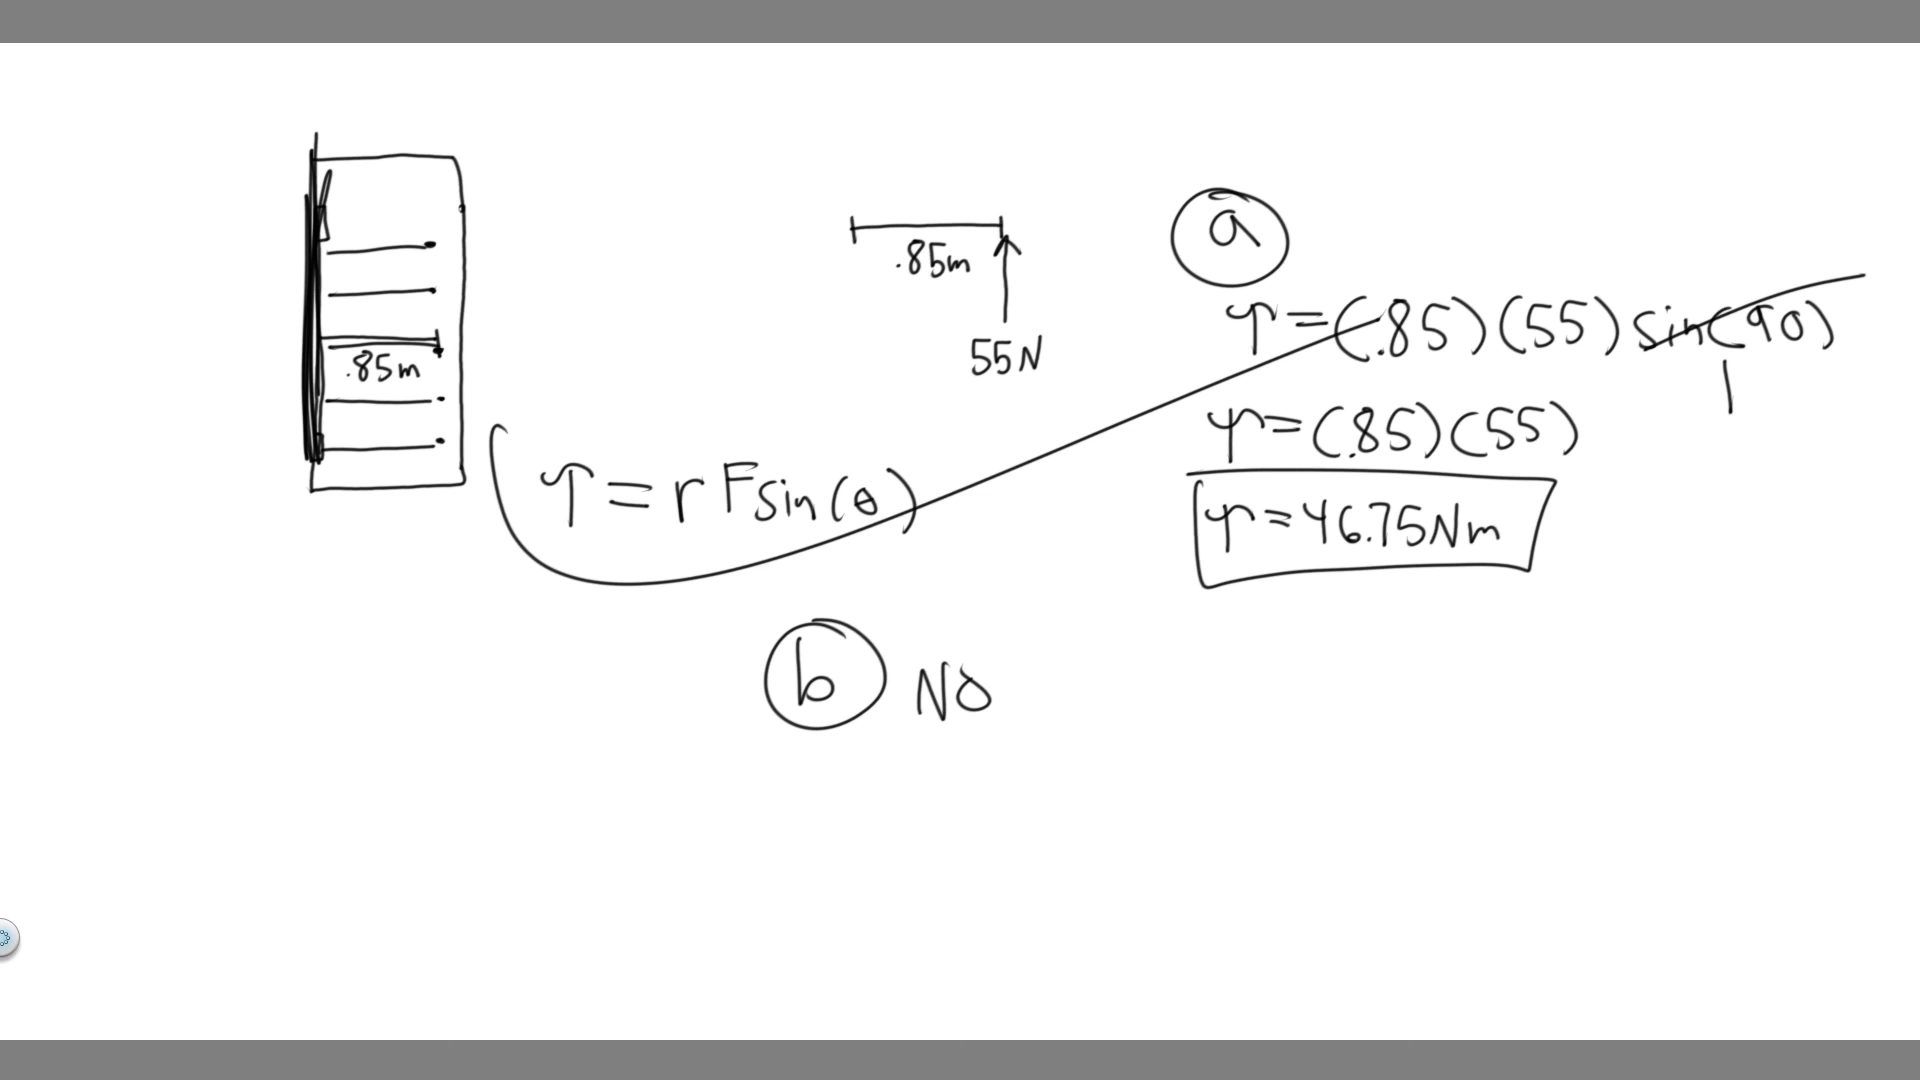 .85m
.85m
55N
τ=rFsin(θ)
a
τ=(.85)(55)sin(90)
1
τ=(.85)(55)
τ=46.75Nm
b NO